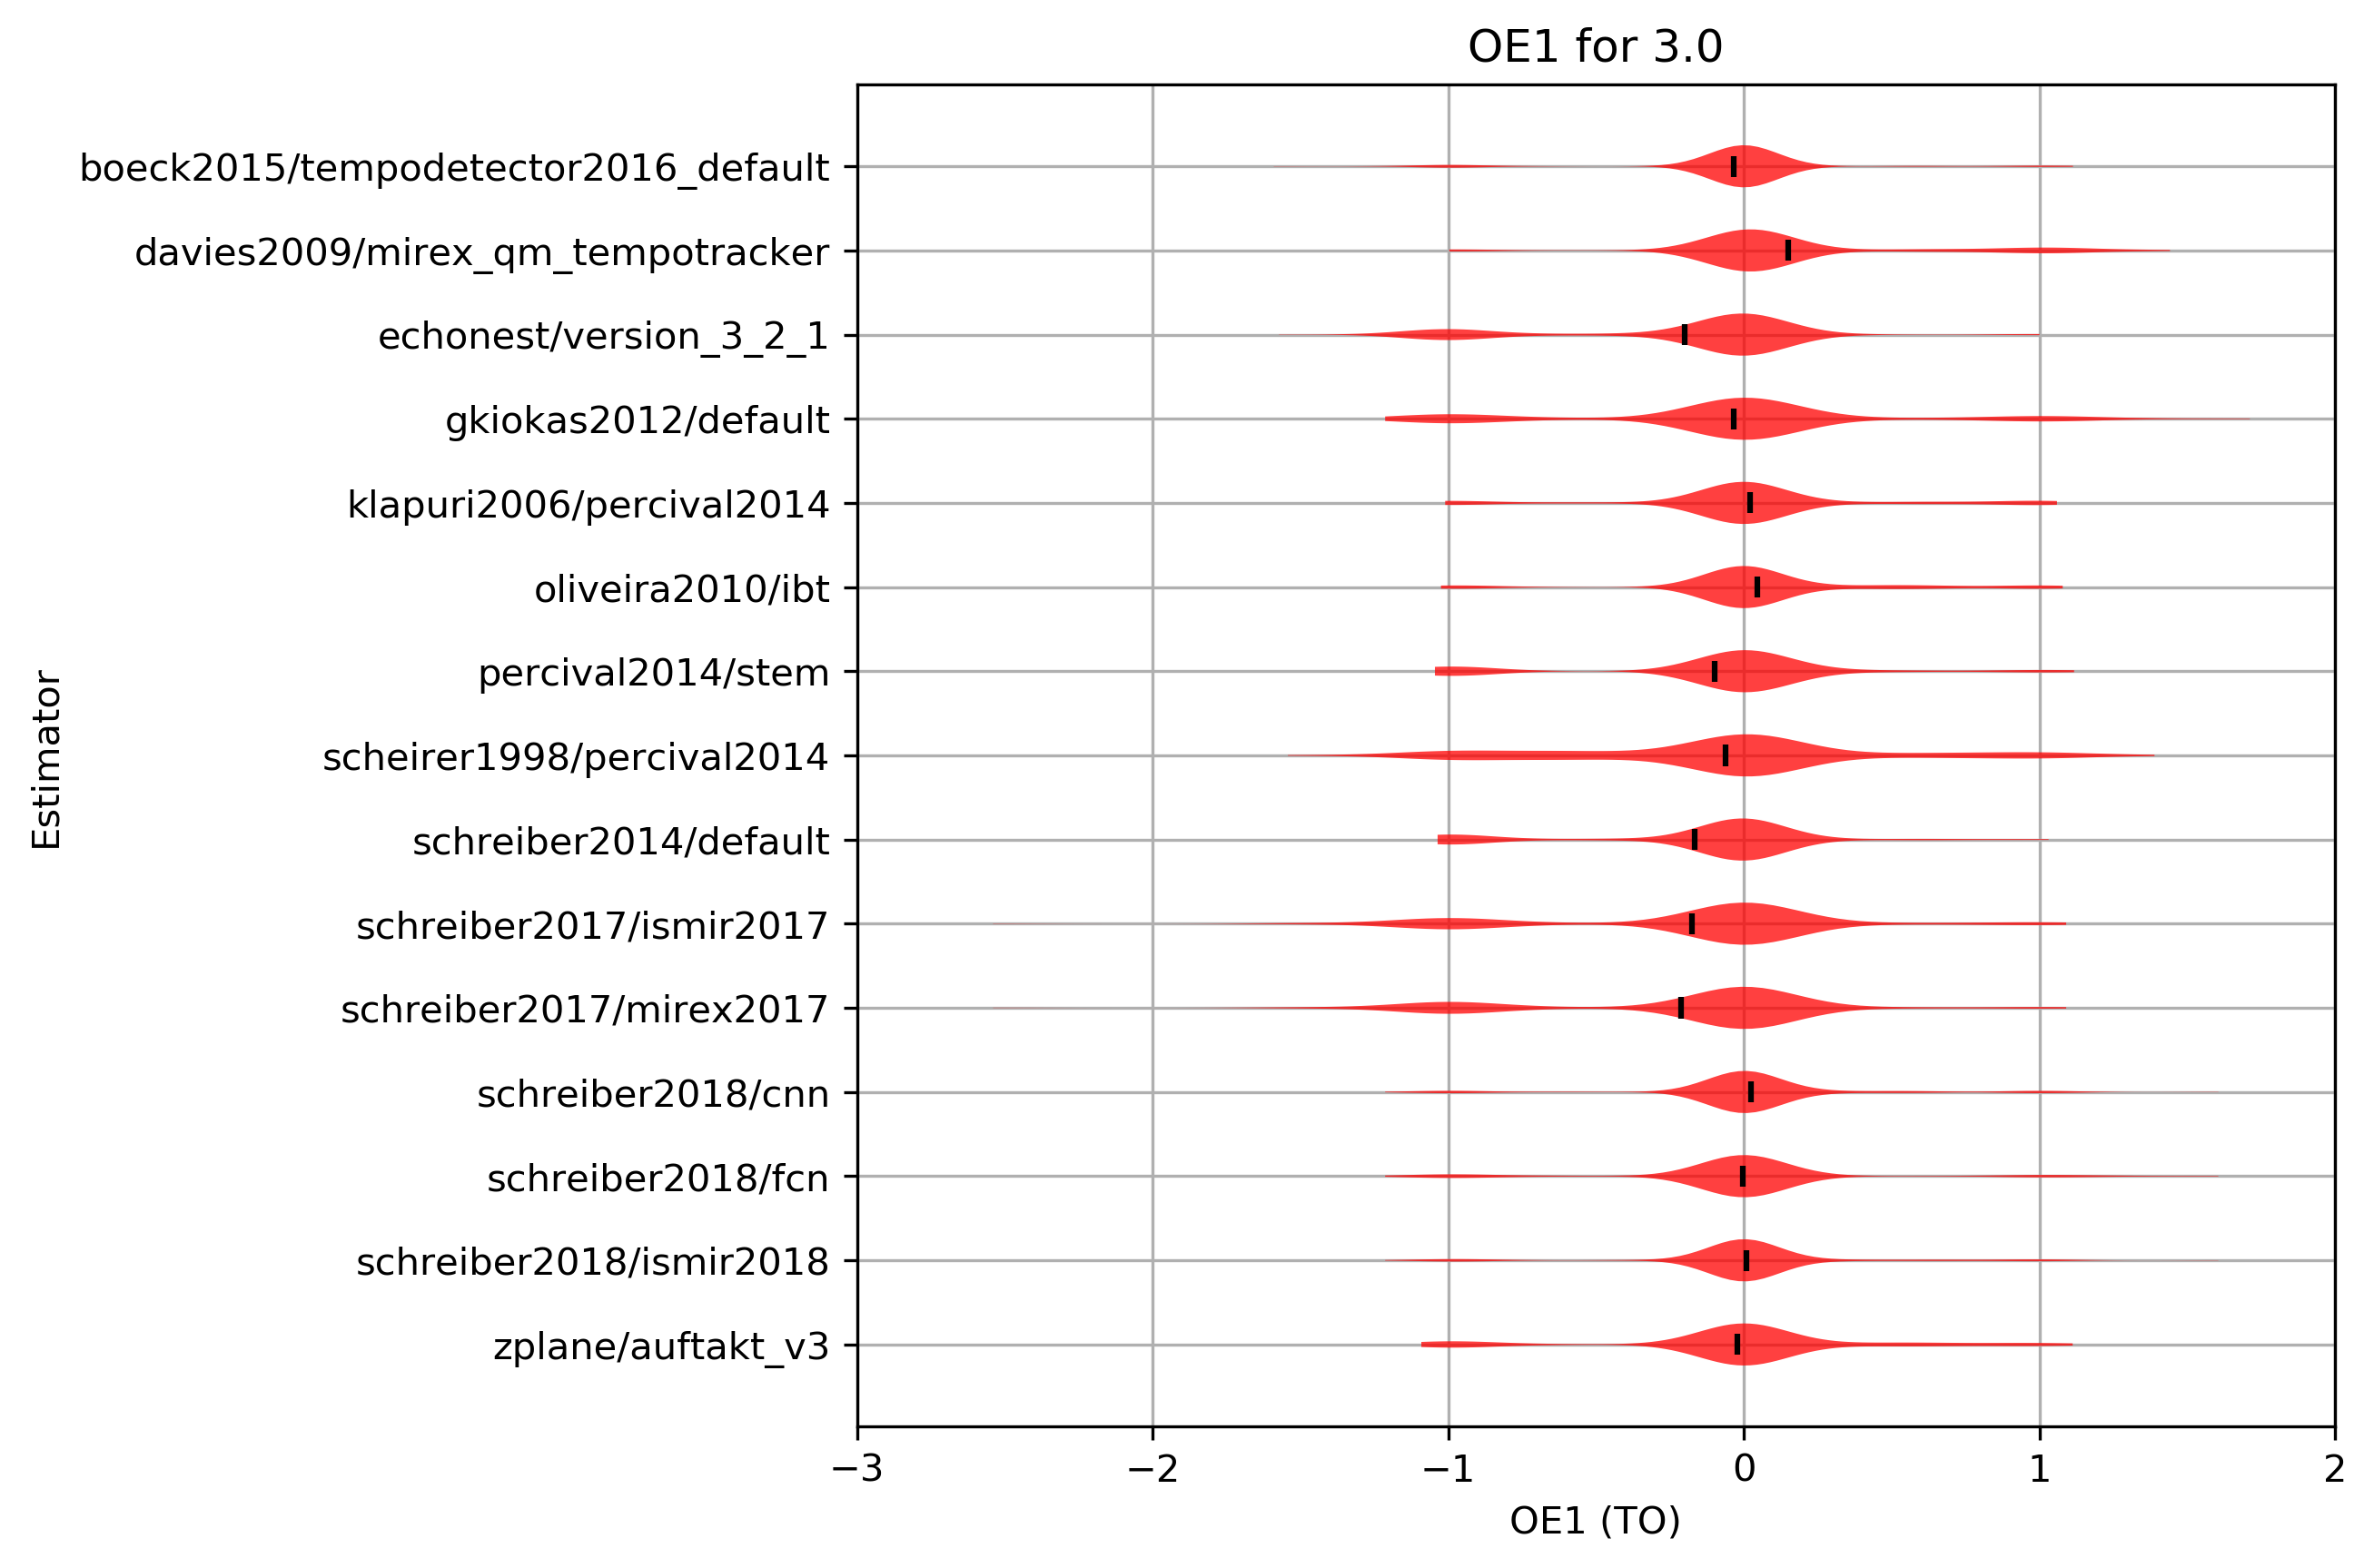 OE1 for 3.0
boeck2015/tempodetector2016_default
davies2009/mirex_qm_tempotracker
echonest/version_3_2_1
gkiokas2012/default
klapuri2006/percival2014
oliveira2010/ibt
percival2014/stem
scheirer1998/percival2014
schreiber2014/default
schreiber2017/ismir2017
schreiber2017/mirex2017
schreiber2018/cnn
schreiber2018/fcn
schreiber2018/ismir2018
zplane/auftakt_v3
Estimator
−3 −2 −1 0 1 2
OE1 (TO)